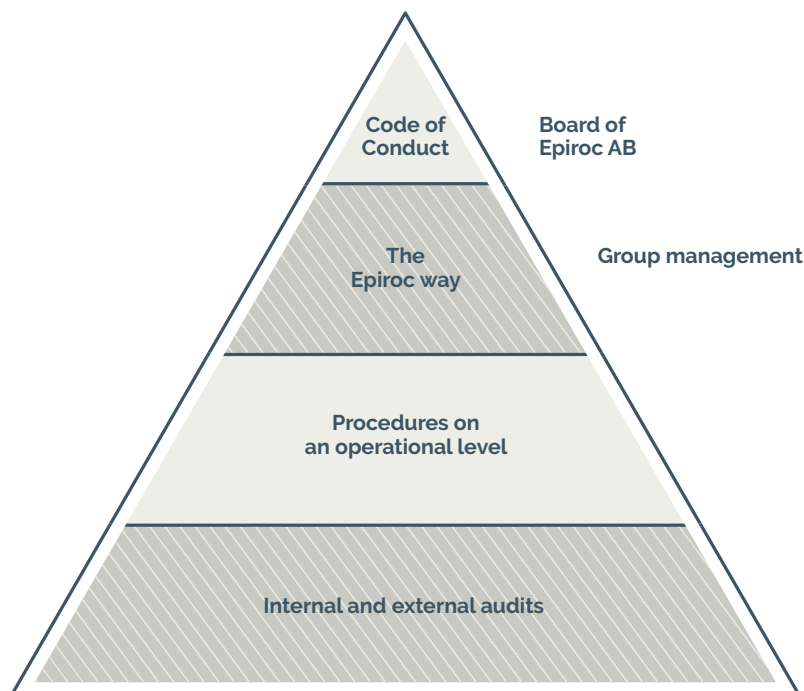 Code of
Conduct
Board of
Epiroc AB
The
Epiroc way
Group management
Procedures on
an operational level
Internal and external audits